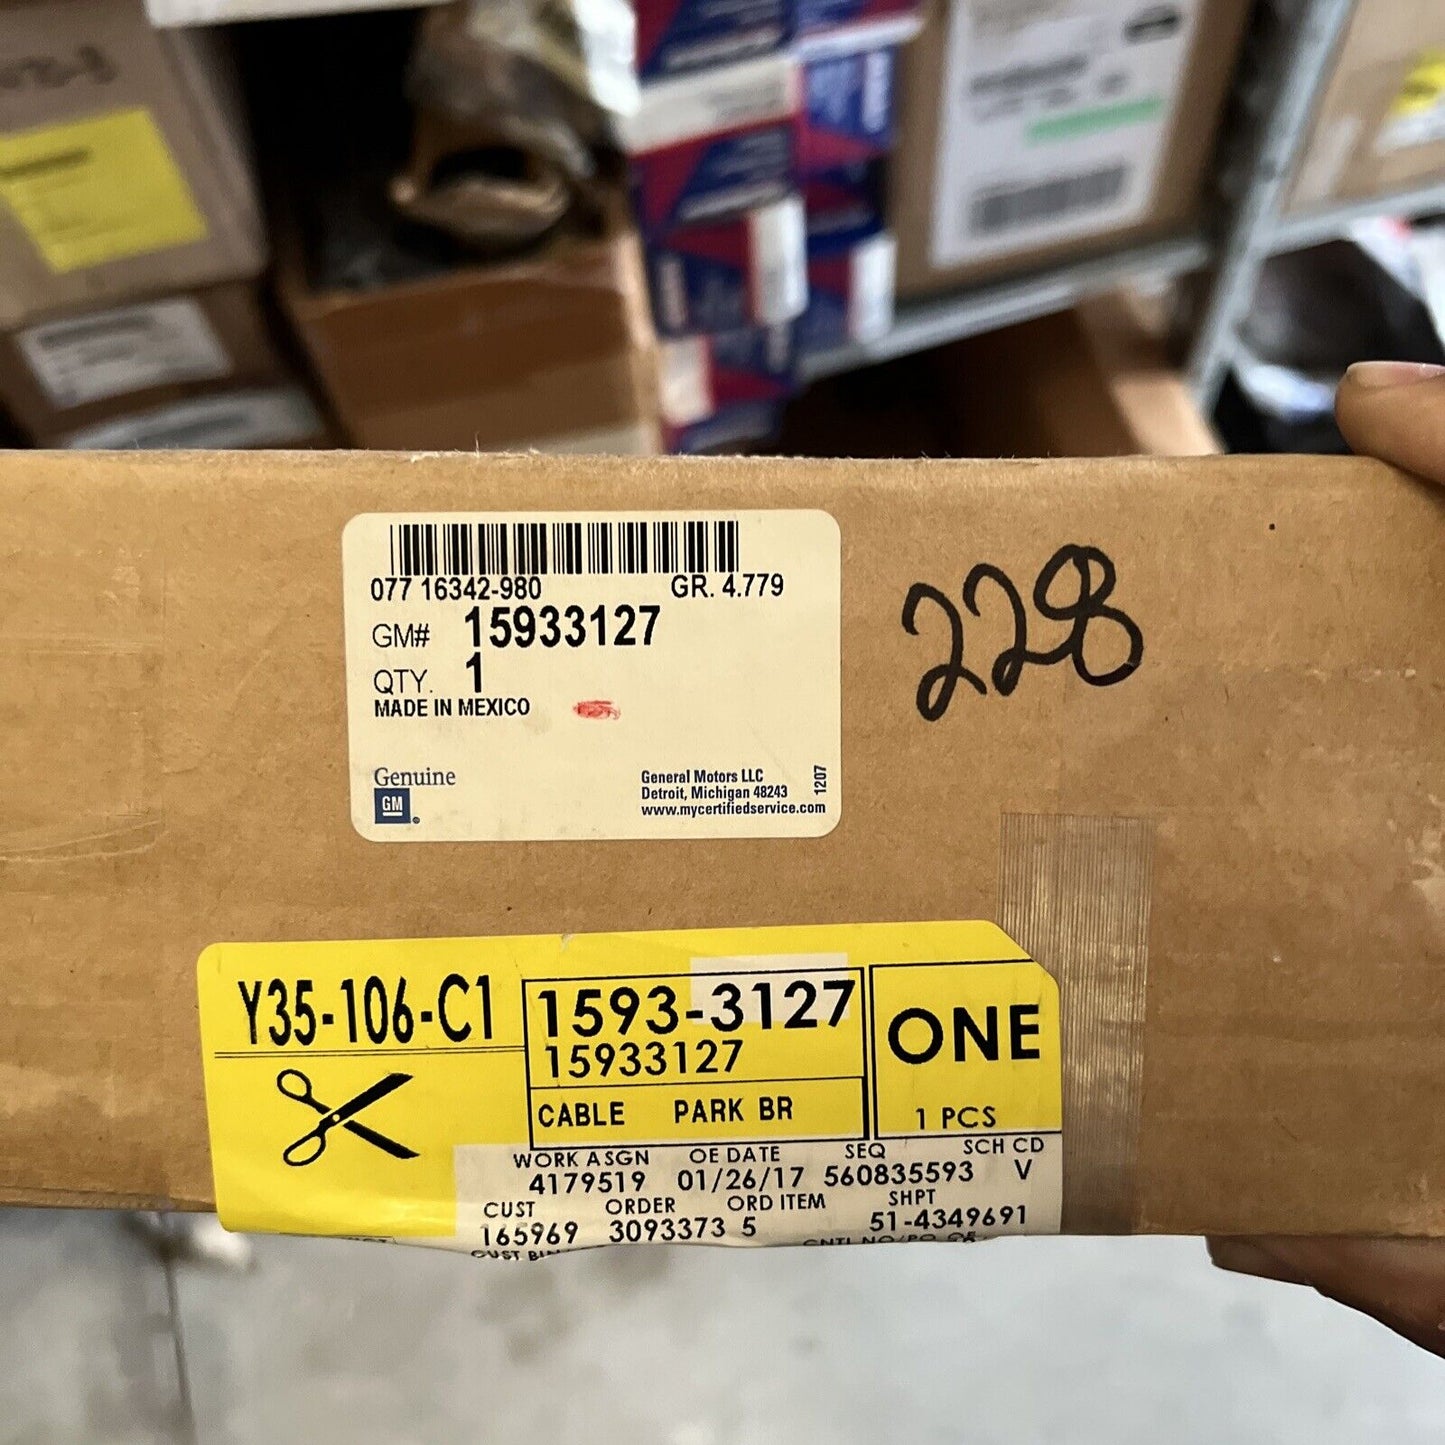 077 16342-980 GR. 4.779
GM# 15933127
QTY. 1
MADE IN MEXICO
Genuine
GM
General Motors LLC
Detroit, Michigan 48243
www.mycertifiedservice.com
1207
228
Y35-106-C1
1593-3127
15933127
CABLE PARK BR
ONE
1 PCS
WORK ASGN OE DATE SEQ SCH CD
4179519 01/26/17 560835593 V
CUST ORDER ORD ITEM SHPT
165969 3093373 5 51-4349691
CUST